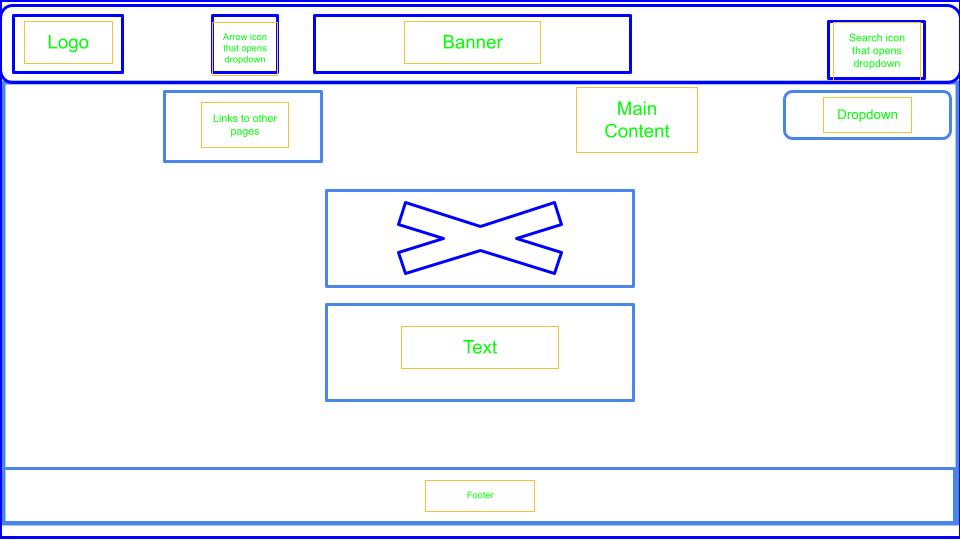 Logo
Arrow icon
that opens
dropdown
Banner
Search icon
that opens
dropdown
Links to other
pages
Main
Content
Dropdown
Text
Footer